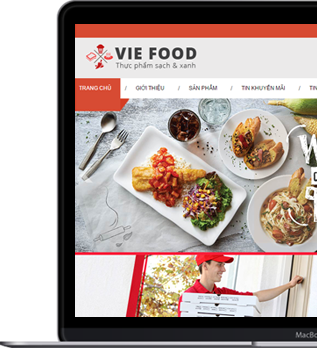 VIE FOOD
Thực phẩm sạch & xanh
TRANG CHỦ / GIỚI THIỆU / SẢN PHẨM / TIN KHUYẾN MÃI / TIN
W
MacBo